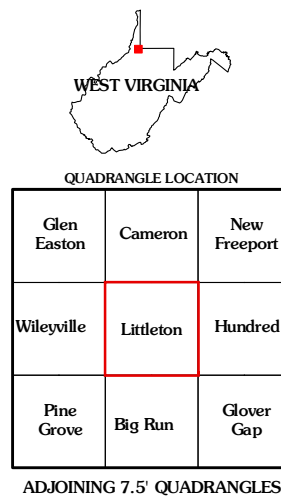 WEST VIRGINIA
QUADRANGLE LOCATION
Glen
Easton
Cameron
New
Freeport
Wileyville
Littleton
Hundred
Pine
Grove
Big Run
Glover
Gap
ADJOINING 7.5' QUADRANGLES